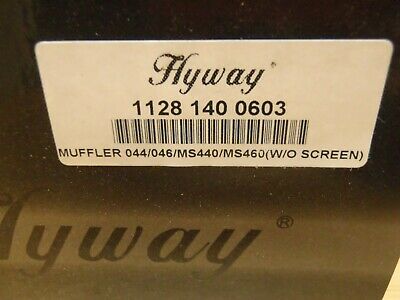 Hyway®
1128 140 0603
MUFFLER 044/046/MS440/MS460(W/O SCREEN)
Hyway®